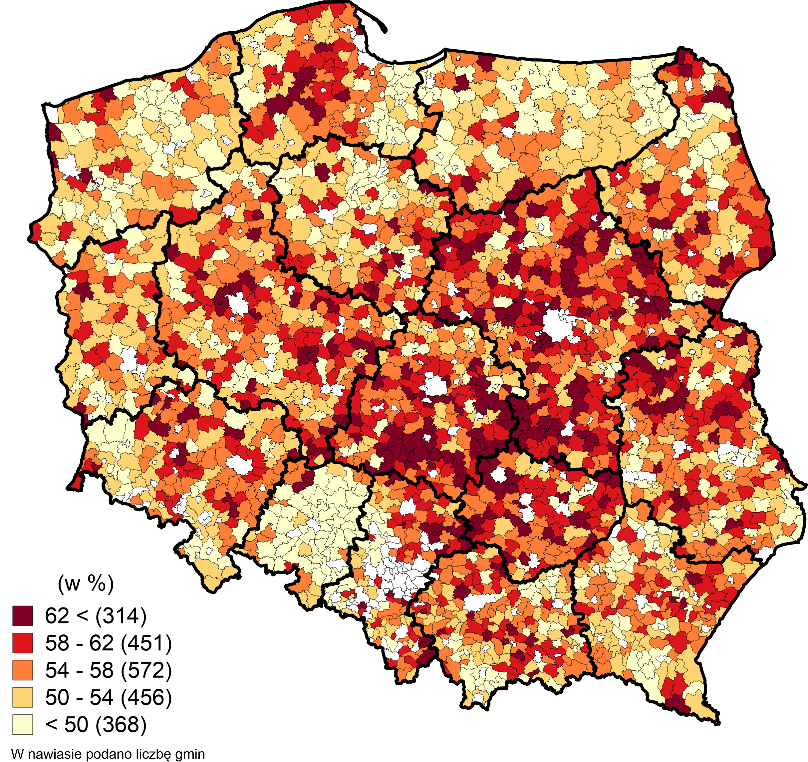 (w %)
62 < (314)
58 - 62 (451)
54 - 58 (572)
50 - 54 (456)
< 50 (368)
W nawiasie podano liczbę gmin